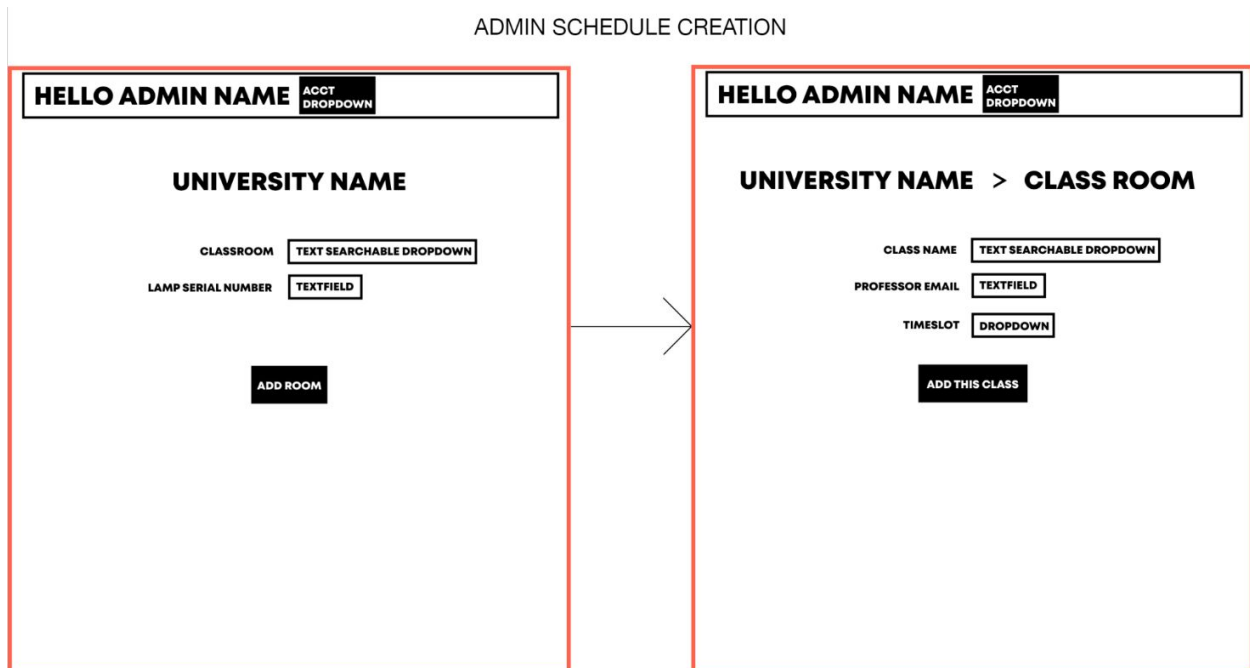 ADMIN SCHEDULE CREATION
HELLO ADMIN NAME
ACCT
DROPDOWN
UNIVERSITY NAME
CLASSROOM
TEXT SEARCHABLE DROPDOWN
LAMP SERIAL NUMBER
TEXTFIELD
ADD ROOM
HELLO ADMIN NAME
ACCT
DROPDOWN
UNIVERSITY NAME > CLASS ROOM
CLASS NAME
TEXT SEARCHABLE DROPDOWN
PROFESSOR EMAIL
TEXTFIELD
TIMESLOT
DROPDOWN
ADD THIS CLASS